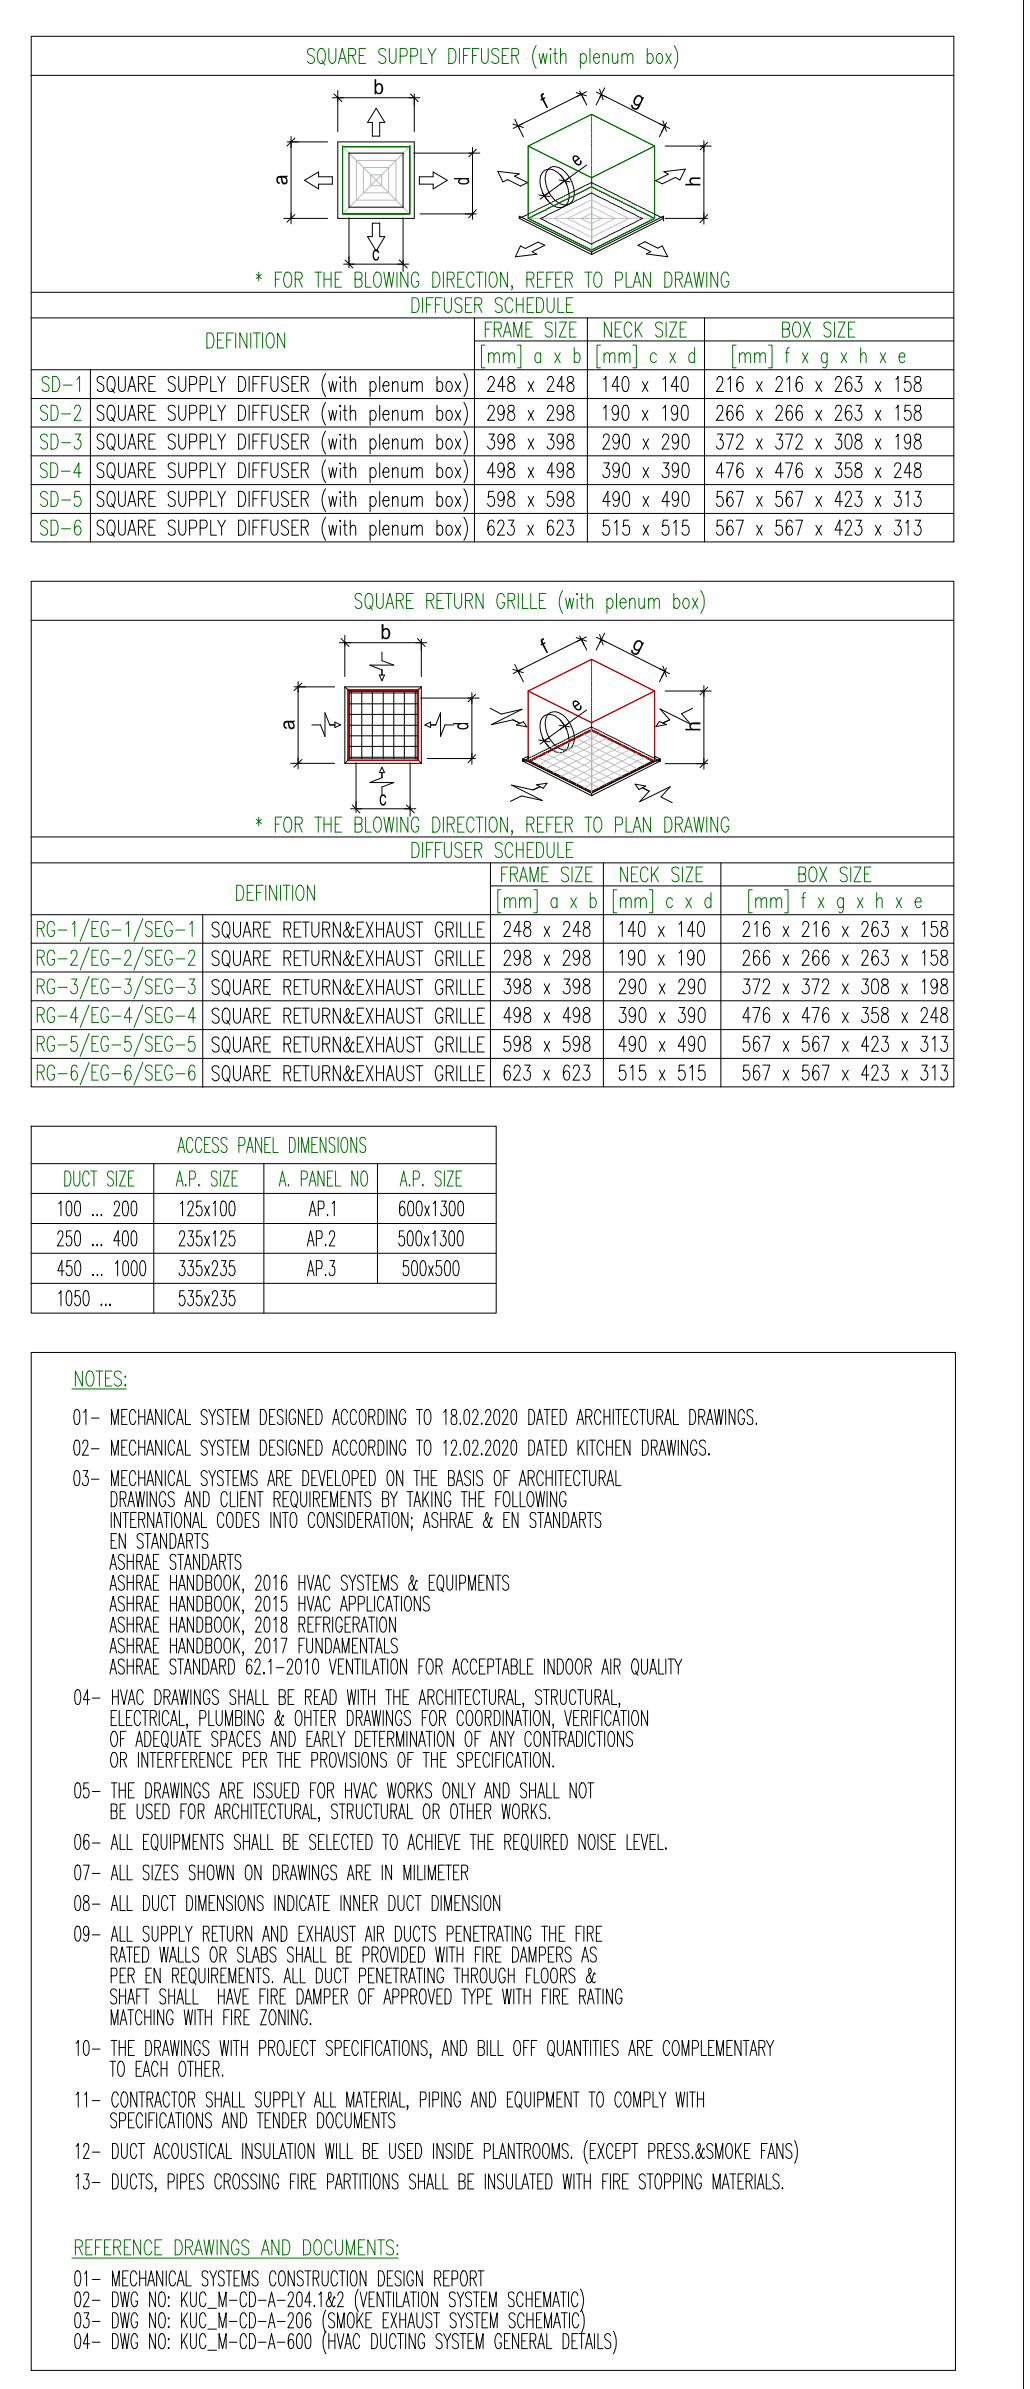 SQUARE SUPPLY DIFFUSER (with plenum box)
b
f
g
a
d
e
h
c
* FOR THE BLOWING DIRECTION, REFER TO PLAN DRAWING
DIFFUSER SCHEDULE
DEFINITION FRAME SIZE NECK SIZE BOX SIZE
[mm] a x b [mm] c x d [mm] f x g x h x e
SD-1 SQUARE SUPPLY DIFFUSER (with plenum box) 248 x 248 140 x 140 216 x 216 x 263 x 158
SD-2 SQUARE SUPPLY DIFFUSER (with plenum box) 298 x 298 190 x 190 266 x 266 x 263 x 158
SD-3 SQUARE SUPPLY DIFFUSER (with plenum box) 398 x 398 290 x 290 372 x 372 x 308 x 198
SD-4 SQUARE SUPPLY DIFFUSER (with plenum box) 498 x 498 390 x 390 476 x 476 x 358 x 248
SD-5 SQUARE SUPPLY DIFFUSER (with plenum box) 598 x 598 490 x 490 567 x 567 x 423 x 313
SD-6 SQUARE SUPPLY DIFFUSER (with plenum box) 623 x 623 515 x 515 567 x 567 x 423 x 313
SQUARE RETURN GRILLE (with plenum box)
b
f
g
a
d
e
h
c
* FOR THE BLOWING DIRECTION, REFER TO PLAN DRAWING
DIFFUSER SCHEDULE
DEFINITION FRAME SIZE NECK SIZE BOX SIZE
[mm] a x b [mm] c x d [mm] f x g x h x e
RG-1/EG-1/SEG-1 SQUARE RETURN&EXHAUST GRILLE 248 x 248 140 x 140 216 x 216 x 263 x 158
RG-2/EG-2/SEG-2 SQUARE RETURN&EXHAUST GRILLE 298 x 298 190 x 190 266 x 266 x 263 x 158
RG-3/EG-3/SEG-3 SQUARE RETURN&EXHAUST GRILLE 398 x 398 290 x 290 372 x 372 x 308 x 198
RG-4/EG-4/SEG-4 SQUARE RETURN&EXHAUST GRILLE 498 x 498 390 x 390 476 x 476 x 358 x 248
RG-5/EG-5/SEG-5 SQUARE RETURN&EXHAUST GRILLE 598 x 598 490 x 490 567 x 567 x 423 x 313
RG-6/EG-6/SEG-6 SQUARE RETURN&EXHAUST GRILLE 623 x 623 515 x 515 567 x 567 x 423 x 313
ACCESS PANEL DIMENSIONS
DUCT SIZE A.P. SIZE A. PANEL NO A.P. SIZE
100 ... 200 125x100 AP.1 600x1300
250 ... 400 235x125 AP.2 500x1300
450 ... 1000 335x235 AP.3 500x500
1050 ... 535x235
NOTES:
01- MECHANICAL SYSTEM DESIGNED ACCORDING TO 18.02.2020 DATED ARCHITECTURAL DRAWINGS.
02- MECHANICAL SYSTEM DESIGNED ACCORDING TO 12.02.2020 DATED KITCHEN DRAWINGS.
03- MECHANICAL SYSTEMS ARE DEVELOPED ON THE BASIS OF ARCHITECTURAL
DRAWINGS AND CLIENT REQUIREMENTS BY TAKING THE FOLLOWING
INTERNATIONAL CODES INTO CONSIDERATION; ASHRAE & EN STANDARTS
EN STANDARTS
ASHRAE STANDARTS
ASHRAE HANDBOOK, 2016 HVAC SYSTEMS & EQUIPMENTS
ASHRAE HANDBOOK, 2015 HVAC APPLICATIONS
ASHRAE HANDBOOK, 2018 REFRIGERATION
ASHRAE HANDBOOK, 2017 FUNDAMENTALS
ASHRAE STANDARD 62.1-2010 VENTILATION FOR ACCEPTABLE INDOOR AIR QUALITY
04- HVAC DRAWINGS SHALL BE READ WITH THE ARCHITECTURAL, STRUCTURAL,
ELECTRICAL, PLUMBING & OHTER DRAWINGS FOR COORDINATION, VERIFICATION
OF ADEQUATE SPACES AND EARLY DETERMINATION OF ANY CONTRADICTIONS
OR INTERFERENCE PER THE PROVISIONS OF THE SPECIFICATION.
05- THE DRAWINGS ARE ISSUED FOR HVAC WORKS ONLY AND SHALL NOT
BE USED FOR ARCHITECTURAL, STRUCTURAL OR OTHER WORKS.
06- ALL EQUIPMENTS SHALL BE SELECTED TO ACHIEVE THE REQUIRED NOISE LEVEL.
07- ALL SIZES SHOWN ON DRAWINGS ARE IN MILIMETER
08- ALL DUCT DIMENSIONS INDICATE INNER DUCT DIMENSION
09- ALL SUPPLY RETURN AND EXHAUST AIR DUCTS PENETRATING THE FIRE
RATED WALLS OR SLABS SHALL BE PROVIDED WITH FIRE DAMPERS AS
PER EN REQUIREMENTS. ALL DUCT PENETRATING THROUGH FLOORS &
SHAFT SHALL HAVE FIRE DAMPER OF APPROVED TYPE WITH FIRE RATING
MATCHING WITH FIRE ZONING.
10- THE DRAWINGS WITH PROJECT SPECIFICATIONS, AND BILL OFF QUANTITIES ARE COMPLEMENTARY
TO EACH OTHER.
11- CONTRACTOR SHALL SUPPLY ALL MATERIAL, PIPING AND EQUIPMENT TO COMPLY WITH
SPECIFICATIONS AND TENDER DOCUMENTS
12- DUCT ACOUSTICAL INSULATION WILL BE USED INSIDE PLANTROOMS. (EXCEPT PRESS.&SMOKE FANS)
13- DUCTS, PIPES CROSSING FIRE PARTITIONS SHALL BE INSULATED WITH FIRE STOPPING MATERIALS.
REFERENCE DRAWINGS AND DOCUMENTS:
01- MECHANICAL SYSTEMS CONSTRUCTION DESIGN REPORT
02- DWG NO: KUC_M-CD-A-204.1&2 (VENTILATION SYSTEM SCHEMATIC)
03- DWG NO: KUC_M-CD-A-206 (SMOKE EXHAUST SYSTEM SCHEMATIC)
04- DWG NO: KUC_M-CD-A-600 (HVAC DUCTING SYSTEM GENERAL DETAILS)